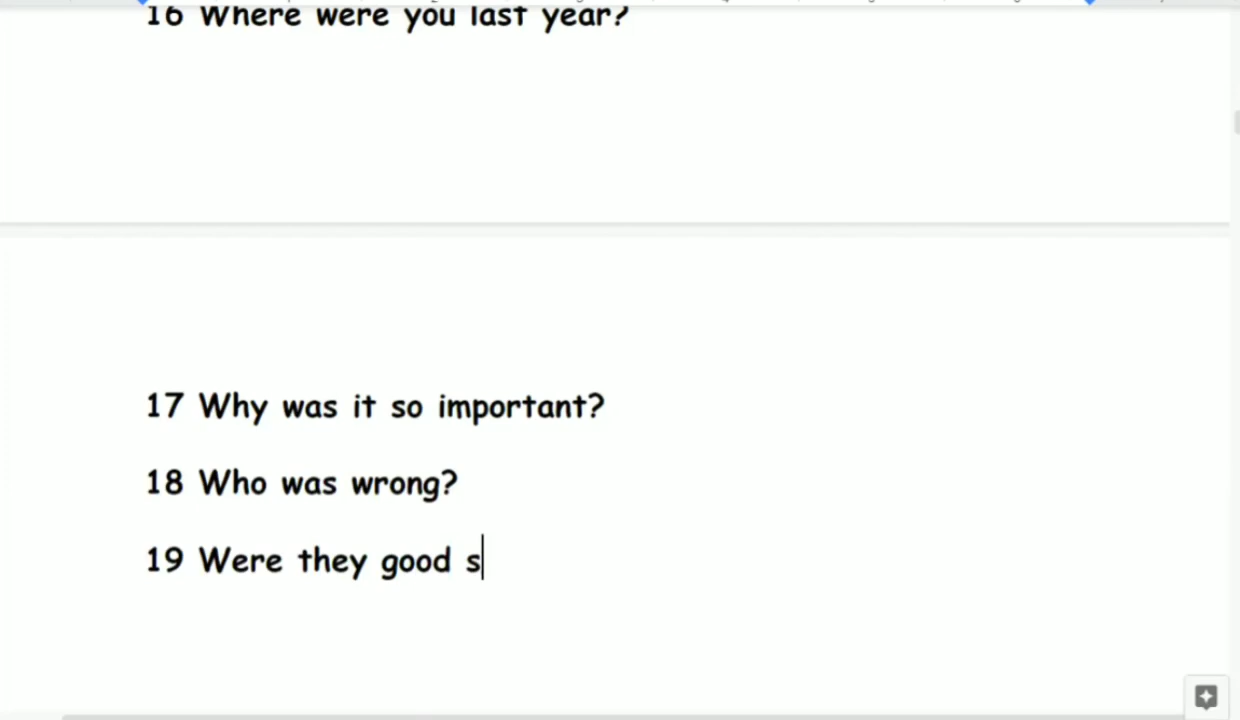 16 Where were you last year?
17 Why was it so important?
18 Who was wrong?
19 Were they good s